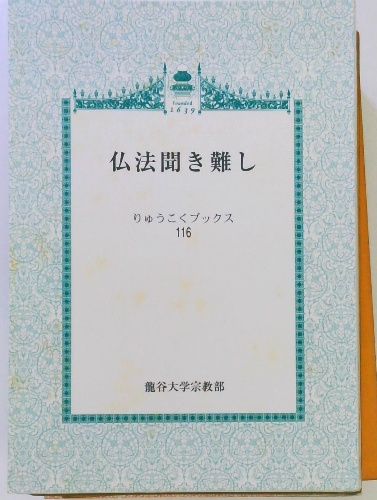 Founded
1639
仏法聞き難し
りゅうこくブックス
116
龍谷大学宗教部